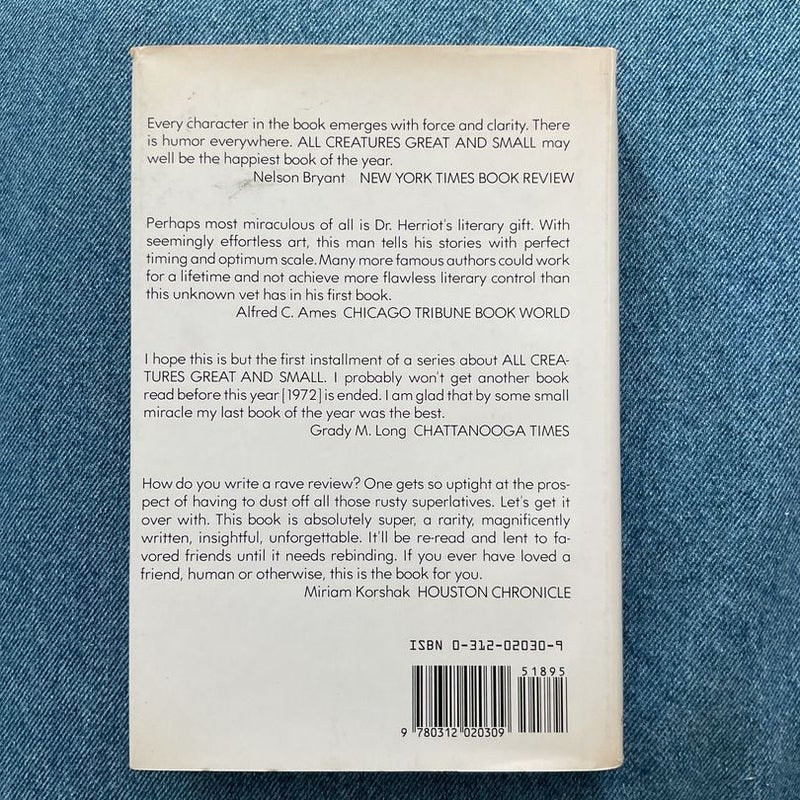 Every character in the book emerges with force and clarity. There
is humor everywhere. ALL CREATURES GREAT AND SMALL may
well be the happiest book of the year.
Nelson Bryant NEW YORK TIMES BOOK REVIEW
Perhaps most miraculous of all is Dr. Herriot's literary gift. With
seemingly effortless art, this man tells his stories with perfect
timing and optimum scale. Many more famous authors could work
for a lifetime and not achieve more flawless literary control than
this unknown vet has in his first book.
Alfred C. Ames CHICAGO TRIBUNE BOOK WORLD
I hope this is but the first installment of a series about ALL CREA-
TURES GREAT AND SMALL. I probably won't get another book
read before this year [1972] is ended. I am glad that by some small
miracle my last book of the year was the best.
Grady M. Long CHATTANOOGA TIMES
How do you write a rave review? One gets so uptight at the pros-
pect of having to dust off all those rusty superlatives. Let's get it
over with. This book is absolutely super, a rarity, magnificently
written, insightful, unforgettable. It'll be re-read and lent to fa-
vored friends until it needs rebinding. If you ever have loved a
friend, human or otherwise, this is the book for you.
Miriam Korshak HOUSTON CHRONICLE
ISBN 0-312-02030-9
51895
9 780312 020309